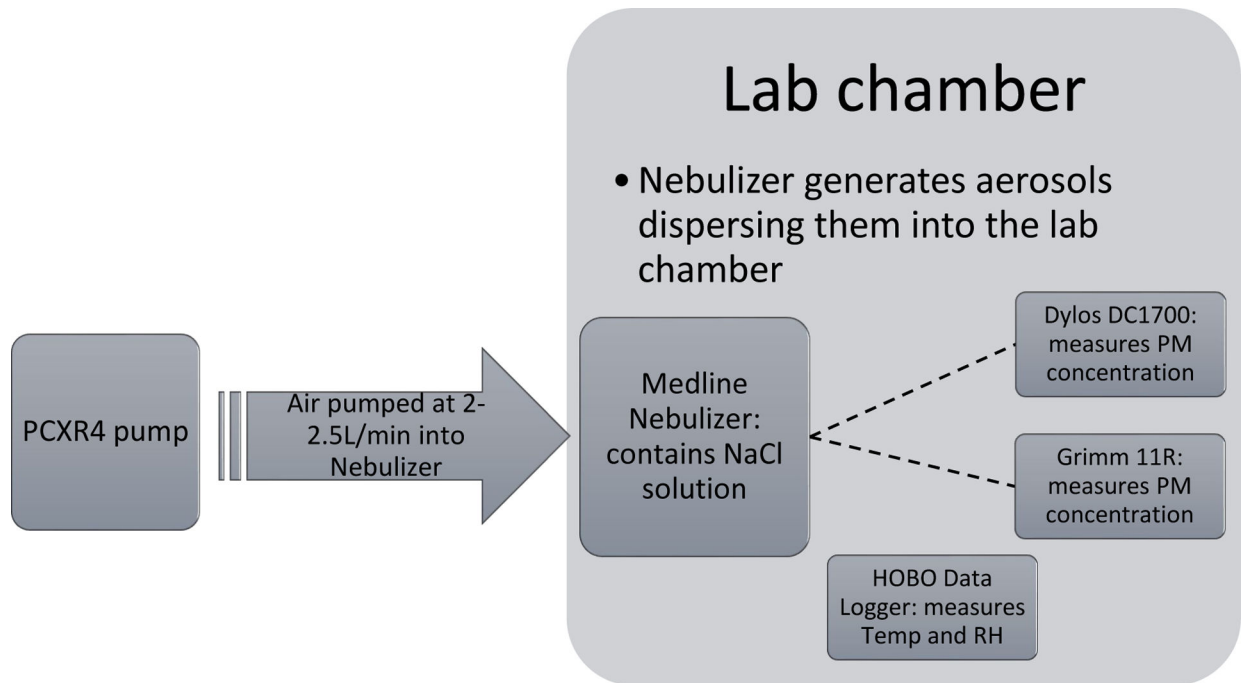 Lab chamber
• Nebulizer generates aerosols
dispersing them into the lab
chamber
PCXR4 pump
Air pumped at 2-
2.5L/min into
Nebulizer
Medline
Nebulizer:
contains NaCl
solution
Dylos DC1700:
measures PM
concentration
Grimm 11R:
measures PM
concentration
HOBO Data
Logger: measures
Temp and RH